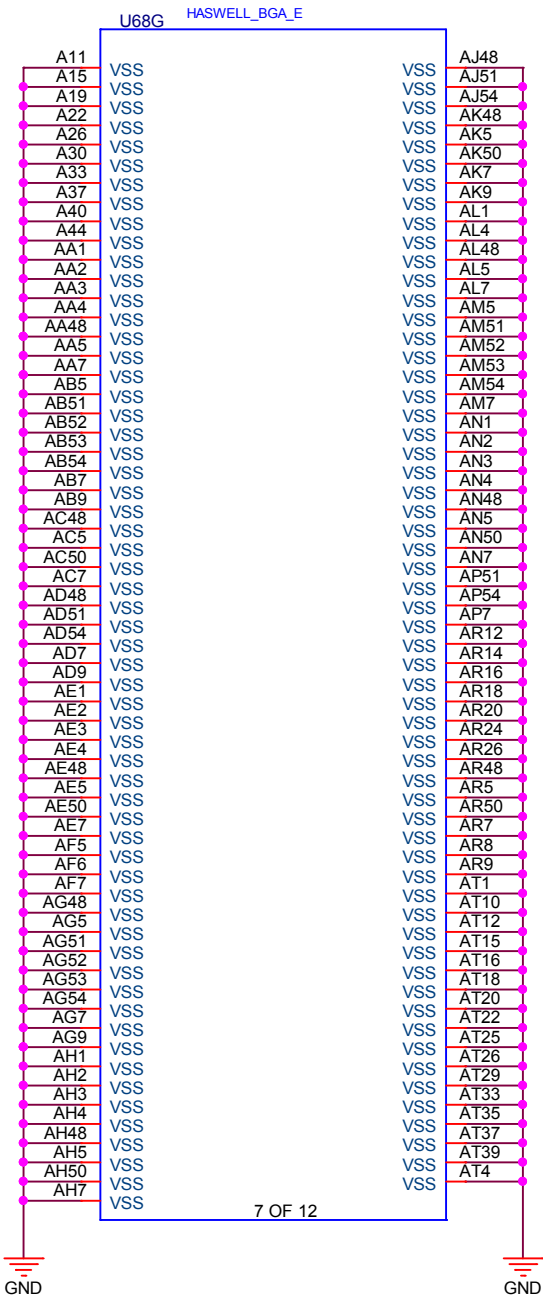 U68G HASWELL_BGA_E
A11 VSS VSS AJ48
A15 VSS VSS AJ51
A19 VSS VSS AJ54
A22 VSS VSS AK48
A26 VSS VSS AK5
A30 VSS VSS AK50
A33 VSS VSS AK7
A37 VSS VSS AK9
A40 VSS VSS AL1
A44 VSS VSS AL4
AA1 VSS VSS AL48
AA2 VSS VSS AL5
AA3 VSS VSS AL7
AA4 VSS VSS AM5
AA48 VSS VSS AM51
AA5 VSS VSS AM52
AA7 VSS VSS AM53
AB5 VSS VSS AM54
AB51 VSS VSS AM7
AB52 VSS VSS AN1
AB53 VSS VSS AN2
AB54 VSS VSS AN3
AB7 VSS VSS AN4
AB9 VSS VSS AN48
AC48 VSS VSS AN5
AC5 VSS VSS AN50
AC50 VSS VSS AN7
AC7 VSS VSS AP51
AD48 VSS VSS AP54
AD51 VSS VSS AP7
AD54 VSS VSS AR12
AD7 VSS VSS AR14
AD9 VSS VSS AR16
AE1 VSS VSS AR18
AE2 VSS VSS AR20
AE3 VSS VSS AR24
AE4 VSS VSS AR26
AE48 VSS VSS AR48
AE5 VSS VSS AR5
AE50 VSS VSS AR50
AE7 VSS VSS AR7
AF5 VSS VSS AR8
AF6 VSS VSS AR9
AF7 VSS VSS AT1
AG48 VSS VSS AT10
AG5 VSS VSS AT12
AG51 VSS VSS AT15
AG52 VSS VSS AT16
AG53 VSS VSS AT18
AG54 VSS VSS AT20
AG7 VSS VSS AT22
AG9 VSS VSS AT25
AH1 VSS VSS AT26
AH2 VSS VSS AT29
AH3 VSS VSS AT33
AH4 VSS VSS AT35
AH48 VSS VSS AT37
AH5 VSS VSS AT39
AH50 VSS VSS AT4
AH7 VSS
7 OF 12
GND GND